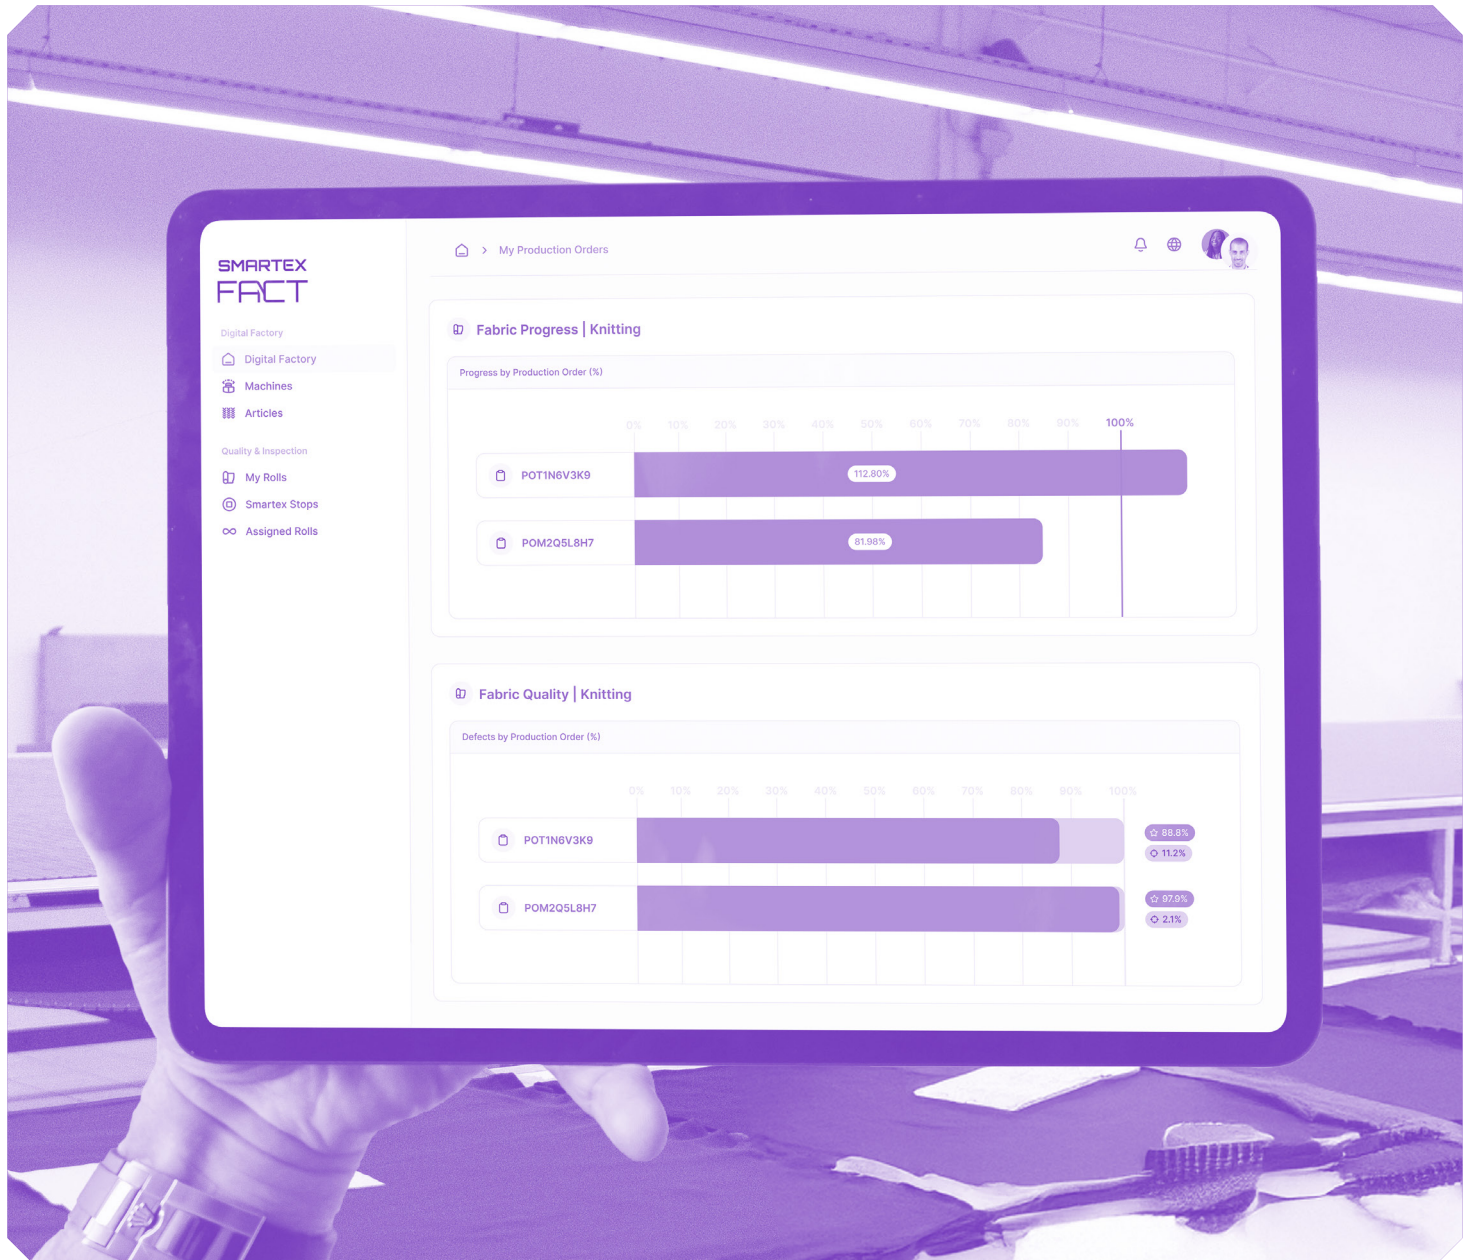 SMARTEX
FACT
Digital Factory
Digital Factory
Machines
Articles
Quality & Inspection
My Rolls
Smartex Stops
Assigned Rolls
My Production Orders
Fabric Progress | Knitting
Progress by Production Order (%)
0% 10% 20% 30% 40% 50% 60% 70% 80% 90% 100%
POT1N6V3K9 112.80%
POM2Q5L8H7 81.98%
Fabric Quality | Knitting
Defects by Production Order (%)
0% 10% 20% 30% 40% 50% 60% 70% 80% 90% 100%
POT1N6V3K9 88.8%
11.2%
POM2Q5L8H7 97.9%
2.1%